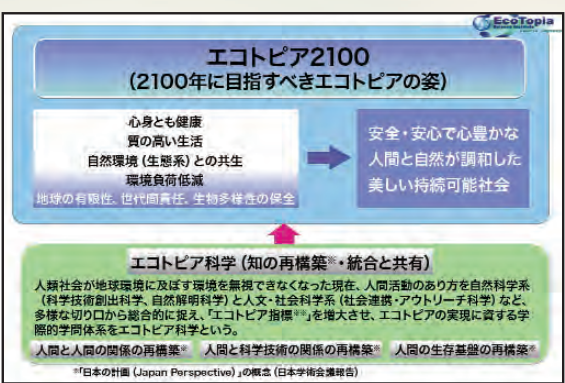 EcoTopia
エコトピア2100
(2100年に目指すべきエコトピアの姿)
心身とも健康
質の高い生活
自然環境(生態系)との共生
環境負荷低減
地球の有限性、世代間責任、生物多様性の保全
安全・安心で心豊かな
人間と自然が調和した
美しい持続可能社会
エコトピア科学(知の再構築※・統合と共有)
人類社会が地球環境に及ぼす環境を無視できなくなった現在、人間活動のあり方を自然科学系
(科学技術創出科学、自然解明科学)と人文・社会科学系(社会連携・アウトリーチ科学)など、
多様な切り口から総合的に捉え、「エコトピア指標※※」を増大させ、エコトピアの実現に資する学
際的学問体系をエコトピア科学という。
人間と人間の関係の再構築※
人間と科学技術の関係の再構築※
人間の生存基盤の再構築※
※「日本の計画(Japan Perspective)」の概念(日本学術会議報告)